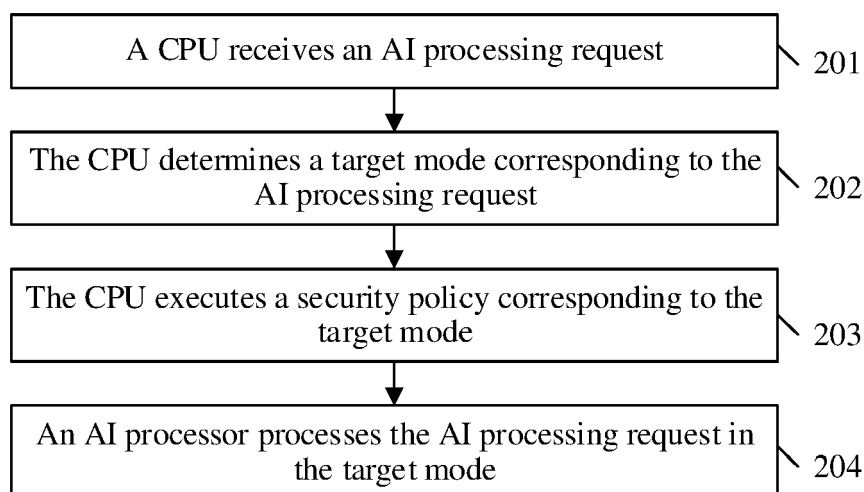 A CPU receives an AI processing request
201
The CPU determines a target mode corresponding to the
AI processing request
202
The CPU executes a security policy corresponding to the
target mode
203
An AI processor processes the AI processing request in
the target mode
204